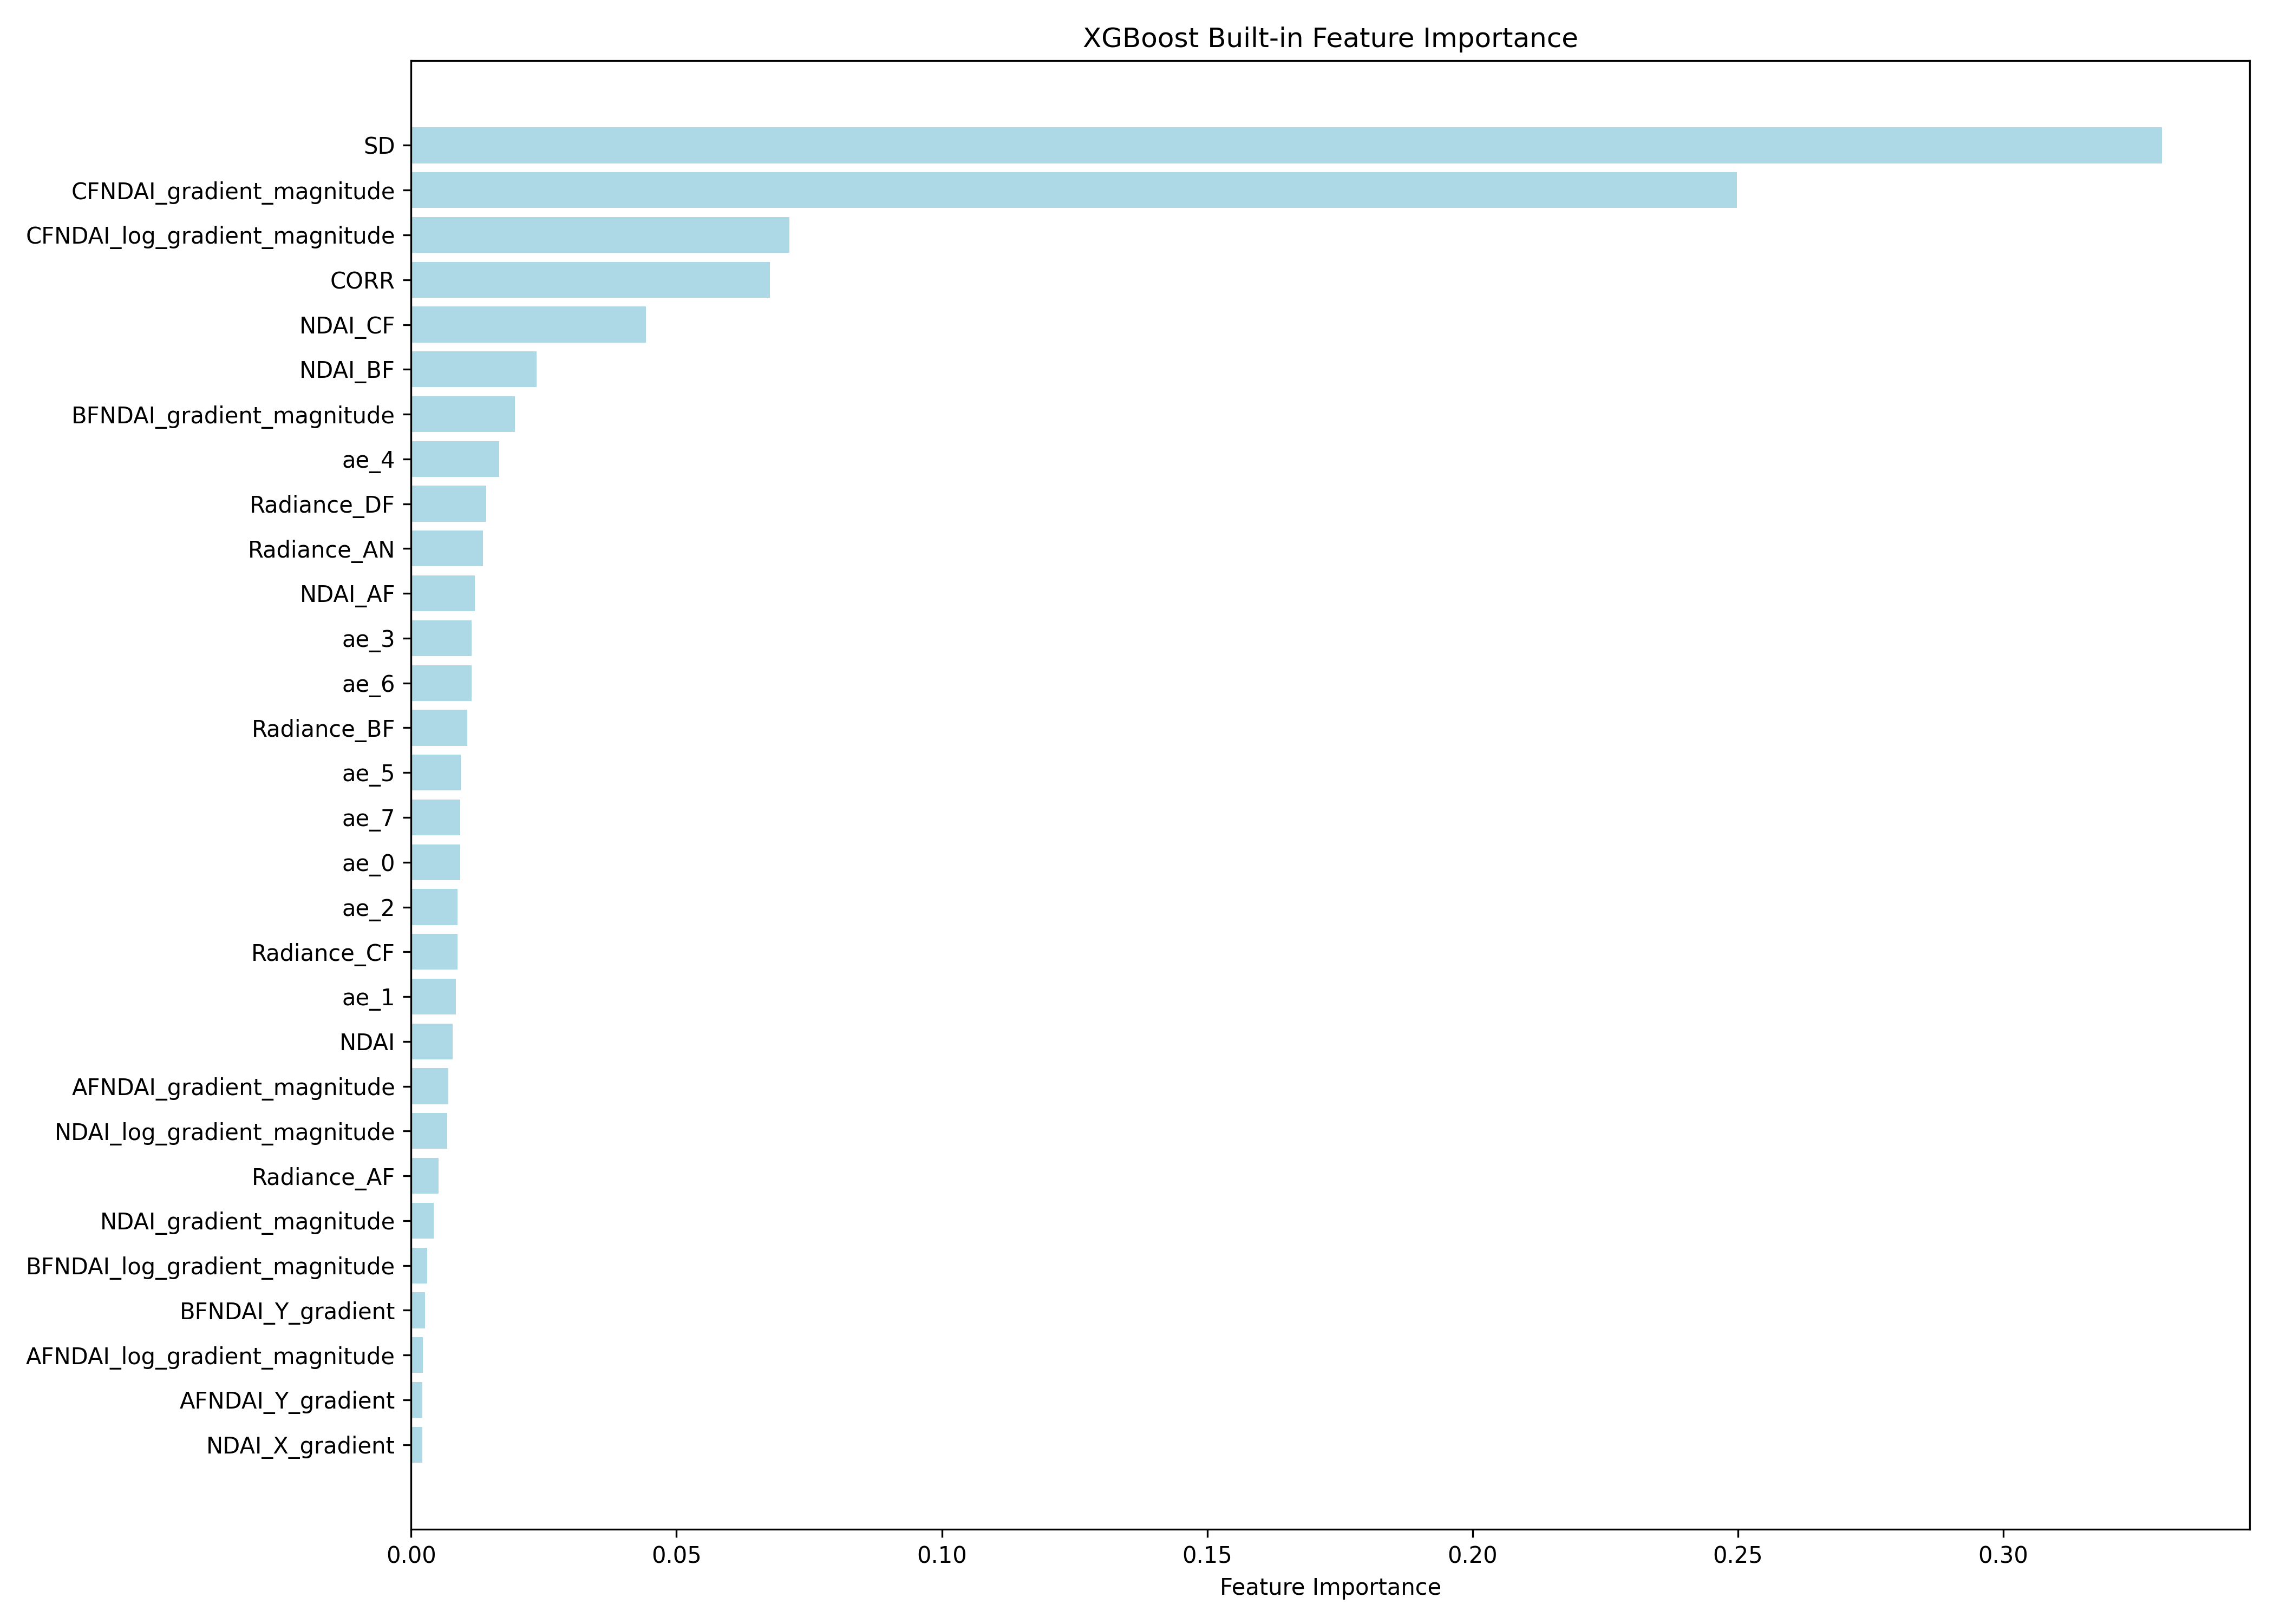 XGBoost Built-in Feature Importance
SD
CFNDAI_gradient_magnitude
CFNDAI_log_gradient_magnitude
CORR
NDAI_CF
NDAI_BF
BFNDAI_gradient_magnitude
ae_4
Radiance_DF
Radiance_AN
NDAI_AF
ae_3
ae_6
Radiance_BF
ae_5
ae_7
ae_0
ae_2
Radiance_CF
ae_1
NDAI
AFNDAI_gradient_magnitude
NDAI_log_gradient_magnitude
Radiance_AF
NDAI_gradient_magnitude
BFNDAI_log_gradient_magnitude
BFNDAI_Y_gradient
AFNDAI_log_gradient_magnitude
AFNDAI_Y_gradient
NDAI_X_gradient
0.00 0.05 0.10 0.15 0.20 0.25 0.30
Feature Importance